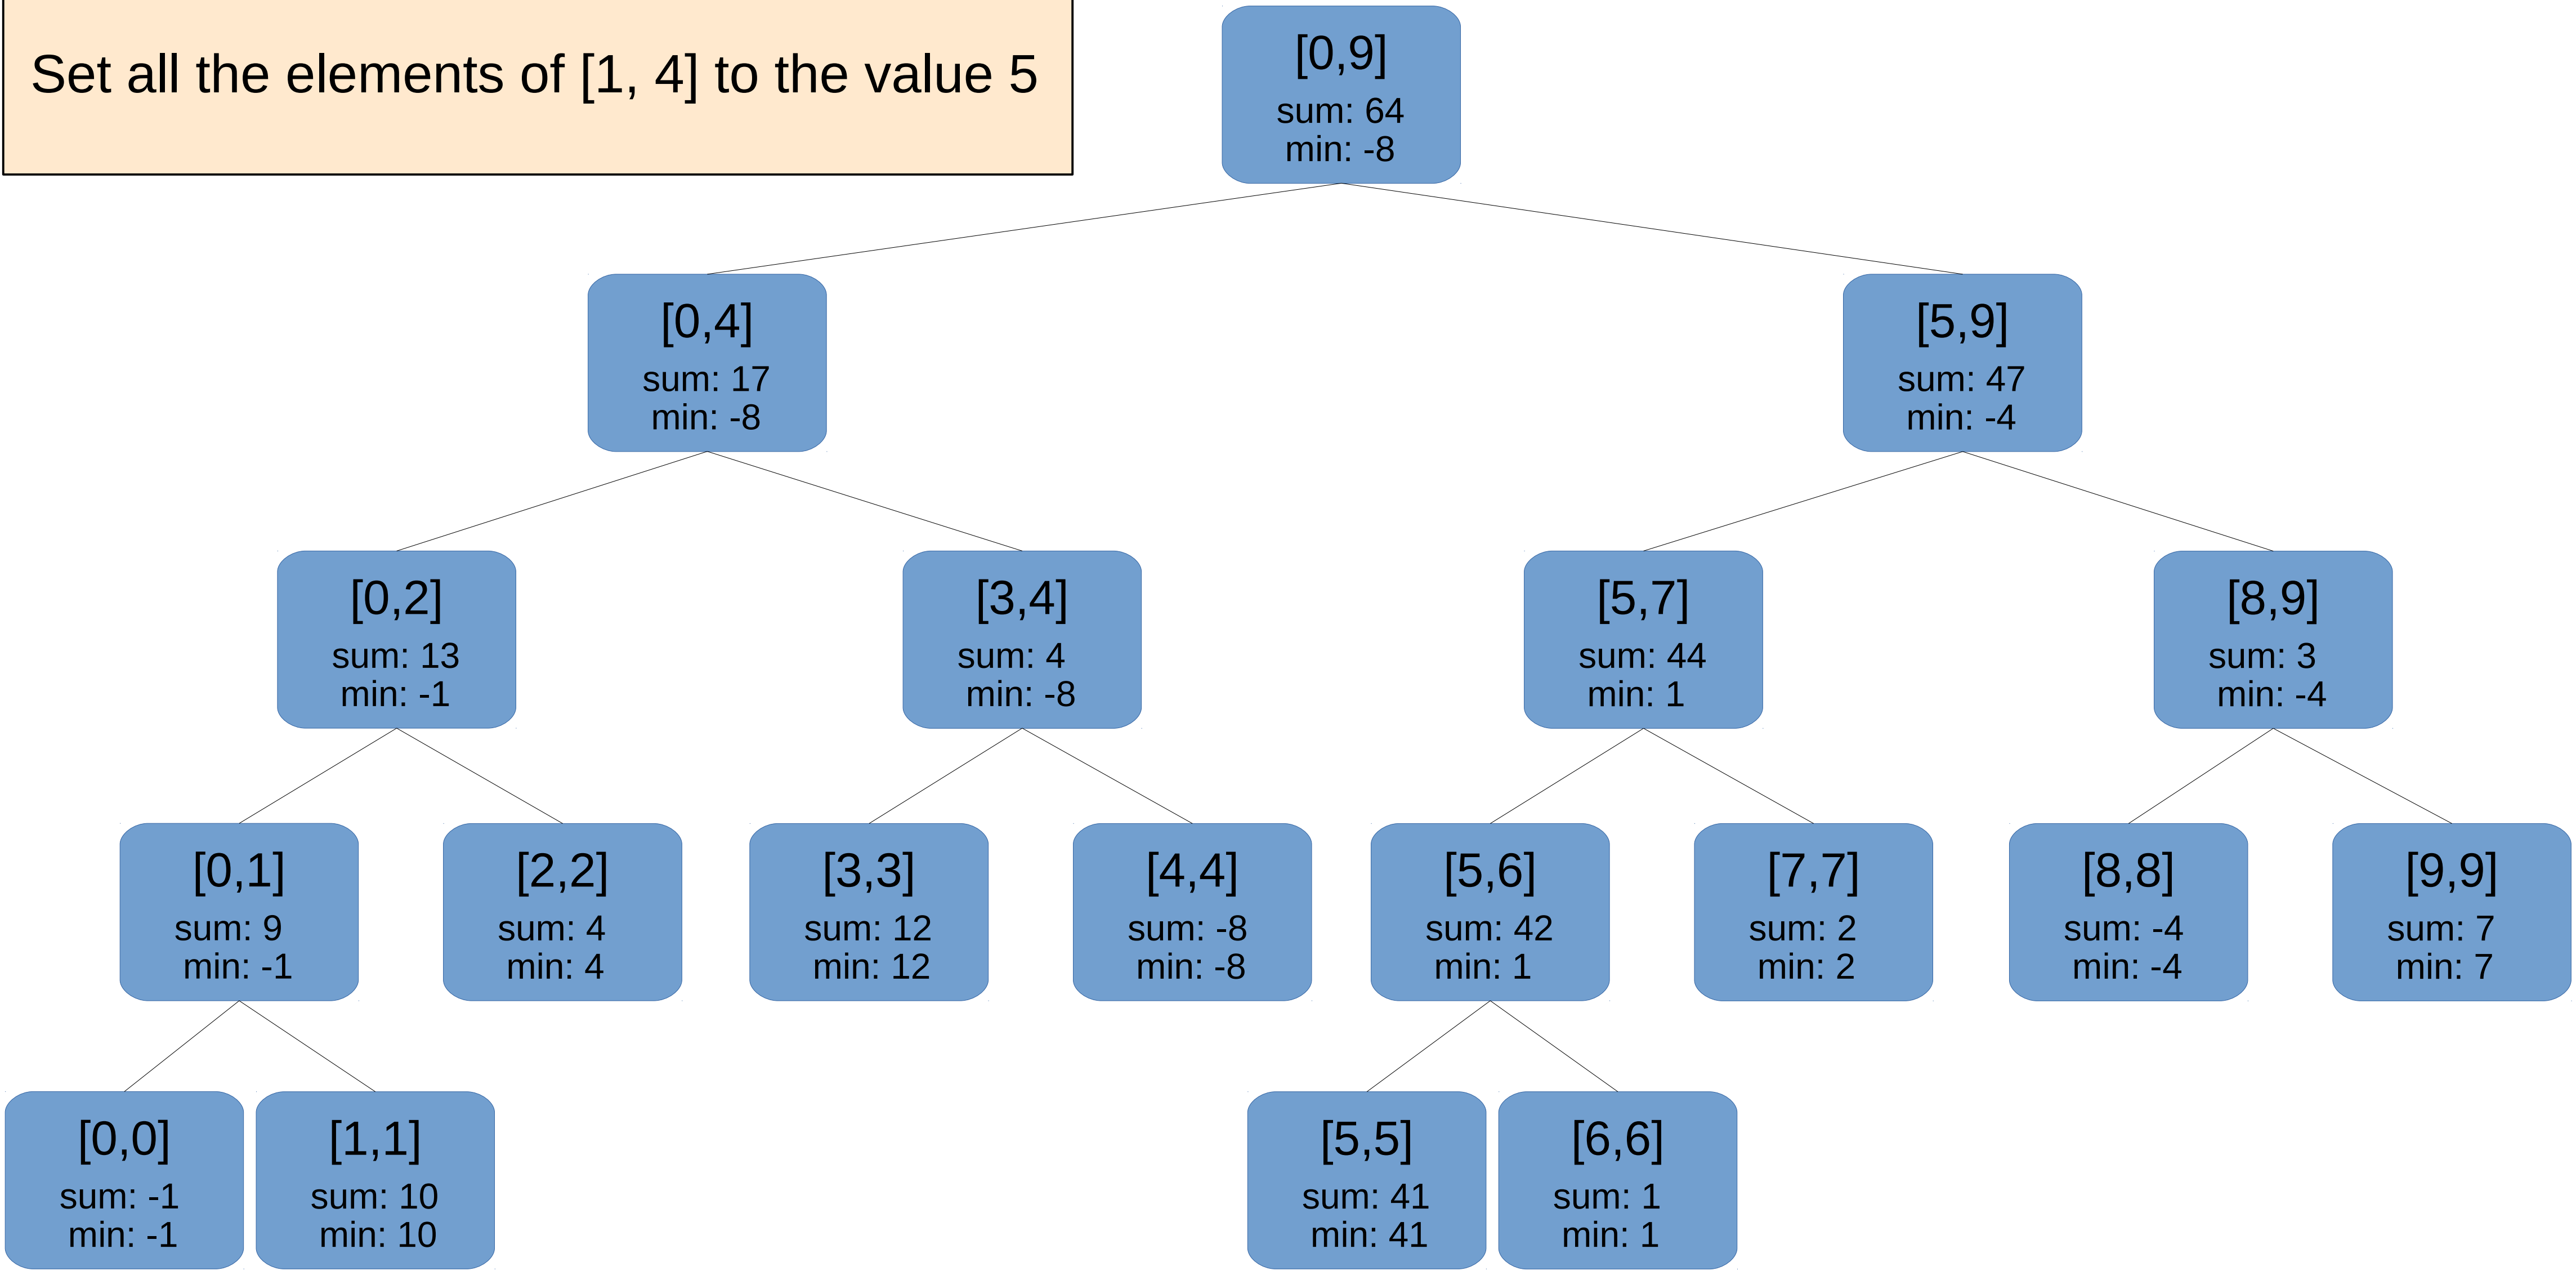 Set all the elements of [1, 4] to the value 5
[0,9]
sum: 64
min: -8
[0,4]
sum: 17
min: -8
[5,9]
sum: 47
min: -4
[0,2]
sum: 13
min: -1
[3,4]
sum: 4
min: -8
[5,7]
sum: 44
min: 1
[8,9]
sum: 3
min: -4
[0,1]
sum: 9
min: -1
[2,2]
sum: 4
min: 4
[3,3]
sum: 12
min: 12
[4,4]
sum: -8
min: -8
[5,6]
sum: 42
min: 1
[7,7]
sum: 2
min: 2
[8,8]
sum: -4
min: -4
[9,9]
sum: 7
min: 7
[0,0]
sum: -1
min: -1
[1,1]
sum: 10
min: 10
[5,5]
sum: 41
min: 41
[6,6]
sum: 1
min: 1